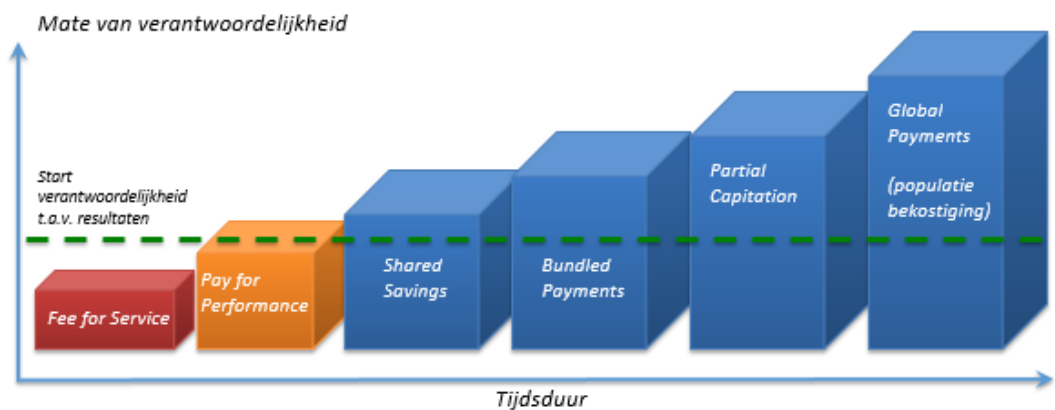 Mate van verantwoordelijkheid
Start
verantwoordelijkheid
t.a.v. resultaten
Fee for Service
Pay for
Performance
Shared
Savings
Bundled
Payments
Partial
Capitation
Global
Payments
(populatie
bekostiging)
Tijdsduur